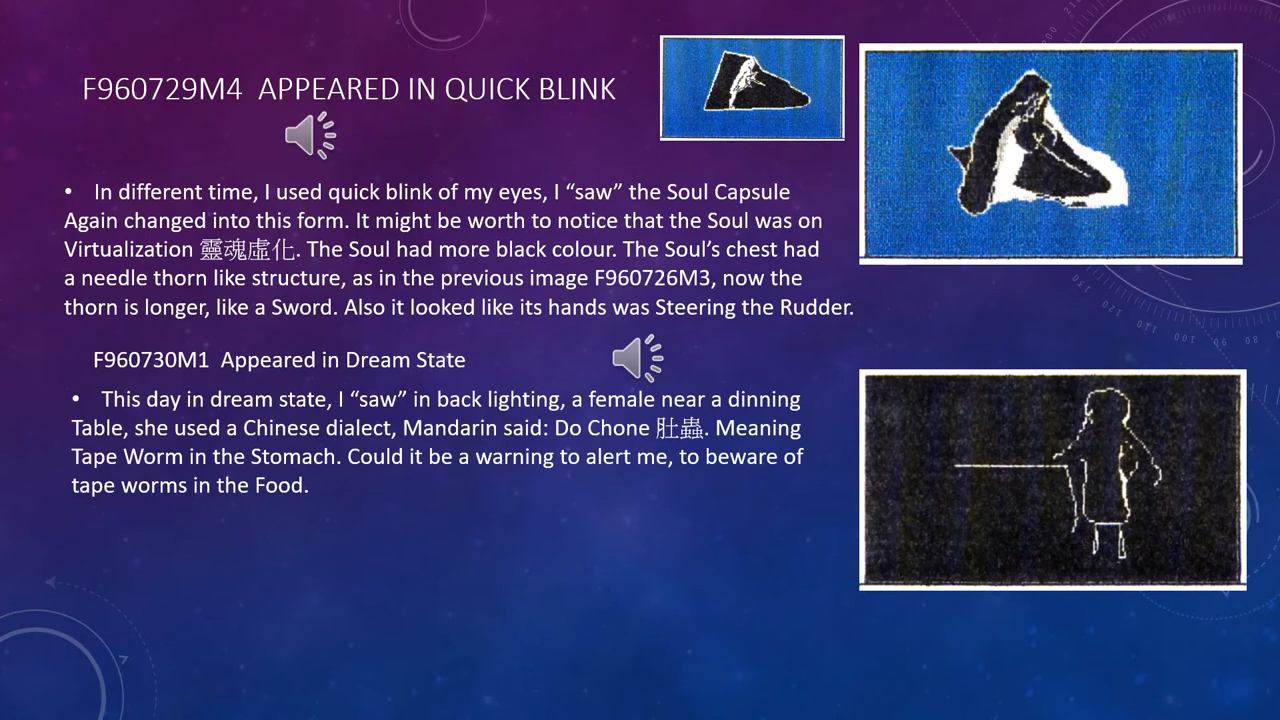 F960729M4 APPEARED IN QUICK BLINK
• In different time, I used quick blink of my eyes, I “saw” the Soul Capsule
Again changed into this form. It might be worth to notice that the Soul was on
Virtualization 靈魂虛化. The Soul had more black colour. The Soul’s chest had
a needle thorn like structure, as in the previous image F960726M3, now the
thorn is longer, like a Sword. Also it looked like its hands was Steering the Rudder.
F960730M1 Appeared in Dream State
• This day in dream state, I “saw” in back lighting, a female near a dinning
Table, she used a Chinese dialect, Mandarin said: Do Chone 肚蟲. Meaning
Tape Worm in the Stomach. Could it be a warning to alert me, to beware of
tape worms in the Food.